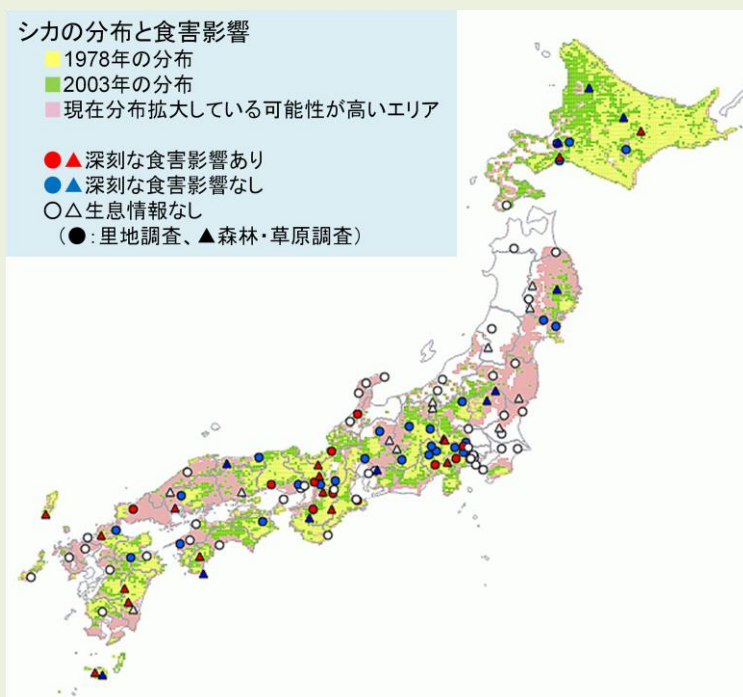 シカの分布と食害影響
1978年の分布
2003年の分布
現在分布拡大している可能性が高いエリア
●▲深刻な食害影響あり
●▲深刻な食害影響なし
○△生息情報なし
（●：里地調査、▲森林・草原調査）